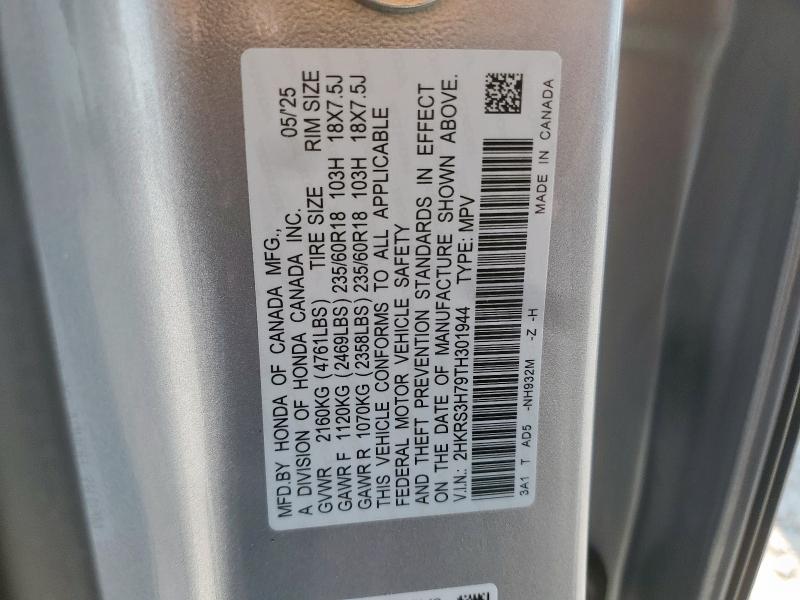 MFD.BY HONDA OF CANADA MFG., 05/'25
A DIVISION OF HONDA CANADA INC.
GVWR 2160KG (4761LBS) TIRE SIZE RIM SIZE
GAWR F 1120KG (2469LBS) 235/60R18 103H 18X7.5J
GAWR R 1070KG (2358LBS) 235/60R18 103H 18X7.5J
THIS VEHICLE CONFORMS TO ALL APPLICABLE
FEDERAL MOTOR VEHICLE SAFETY
AND THEFT PREVENTION STANDARDS IN EFFECT
ON THE DATE OF MANUFACTURE SHOWN ABOVE.
V.I.N.: 2HKRS3H79TH301944 TYPE: MPV
3A1 T AD5 -NH932M -Z -H
MADE IN CANADA